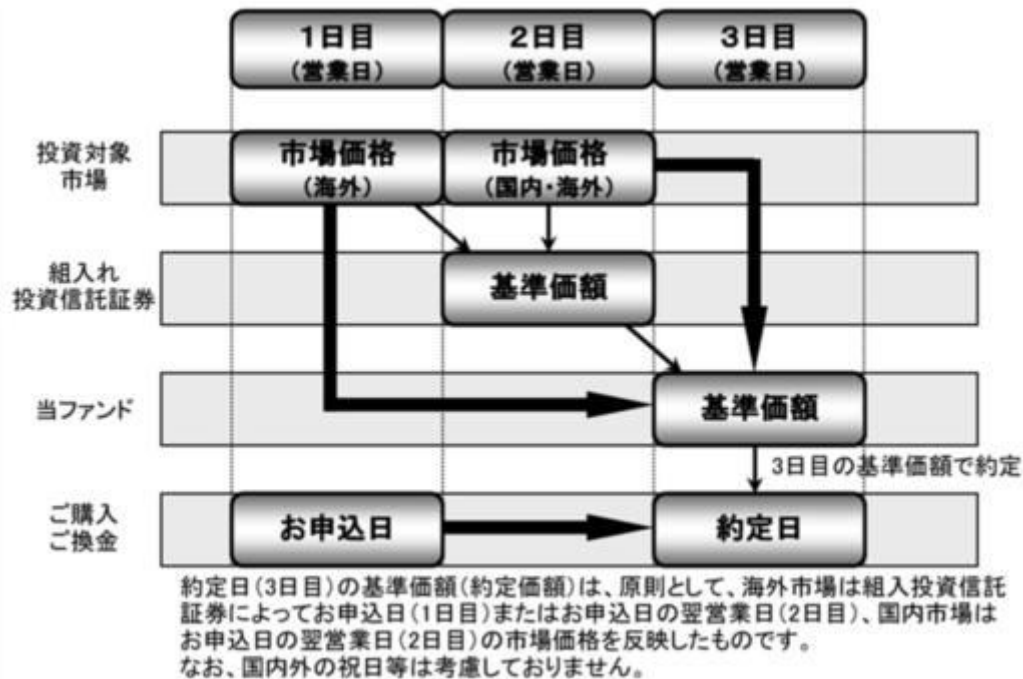 1日目 2日目 3日目
(営業日) (営業日) (営業日)
投資対象
市場
市場価格
(海外)
市場価格
(国内・海外)
組入れ
投資信託証券
基準価額
当ファンド
基準価額
3日目の基準価額で約定
ご購入
ご換金
お申込日
約定日
約定日(3日目)の基準価額(約定価額)は、原則として、海外市場は組入投資信託
証券によってお申込日(1日目)またはお申込日の翌営業日(2日目)、国内市場は
お申込日の翌営業日(2日目)の市場価格を反映したものです。
なお、国内外の祝日等は考慮しておりません。